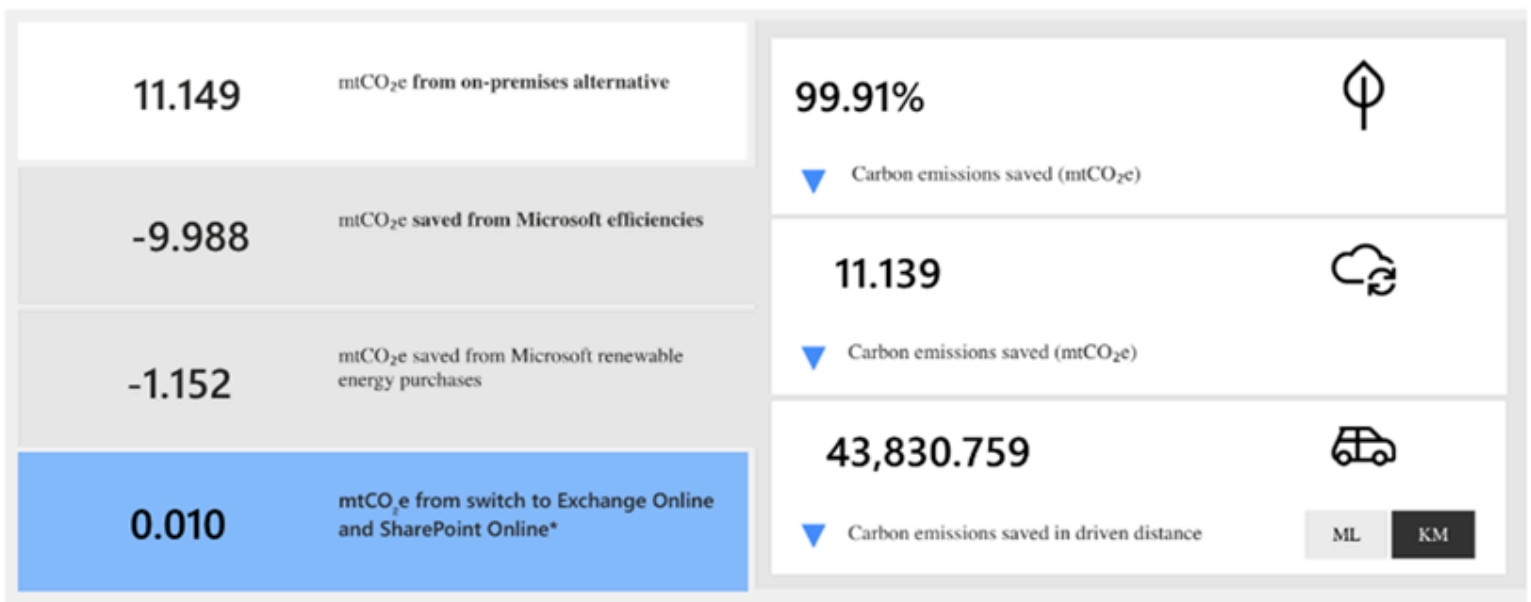 11.149
mtCO₂e from on-premises alternative
-9.988
mtCO₂e saved from Microsoft efficiencies
-1.152
mtCO₂e saved from Microsoft renewable
energy purchases
0.010
mtCO₂e from switch to Exchange Online
and SharePoint Online*
99.91%
Carbon emissions saved (mtCO₂e)
11.139
Carbon emissions saved (mtCO₂e)
43,830.759
Carbon emissions saved in driven distance
ML
KM